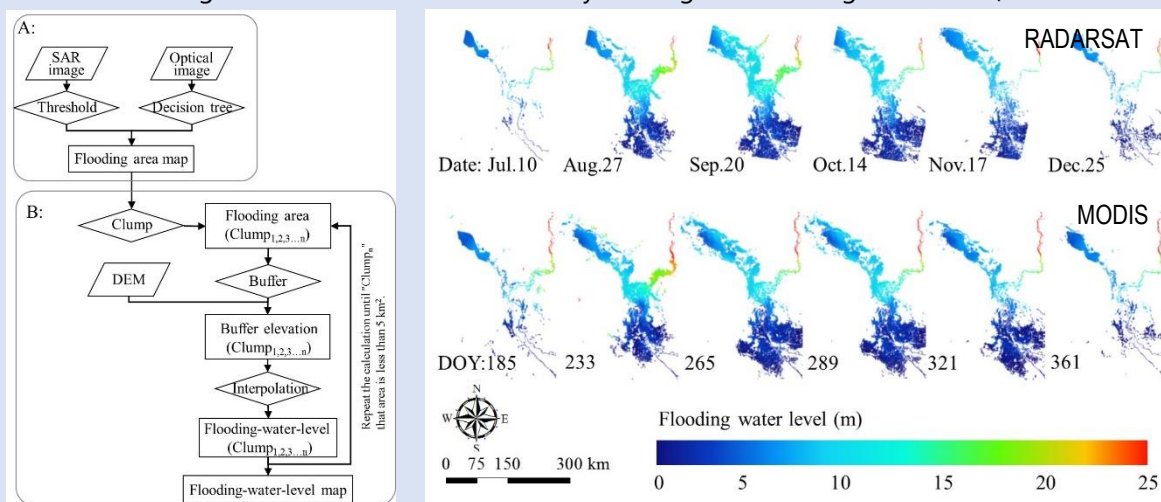 A:
SAR
image
Optical
image
Threshold
Decision tree
Flooding area map
B:
Clump
Flooding area
(Clump1,2,3…n)
DEM
Buffer
Buffer elevation
(Clump1,2,3…n)
Interpolation
Flooding-water-level
(Clump1,2,3…n)
Flooding-water-level map
Repeat the calculation until "Clumpn"
that area is less than 5 km².
RADARSAT
Date: Jul.10 Aug.27 Sep.20 Oct.14 Nov.17 Dec.25
MODIS
DOY:185 233 265 289 321 361
N
W E
S
0 75 150 300 km
Flooding water level (m)
0 5 10 15 20 25